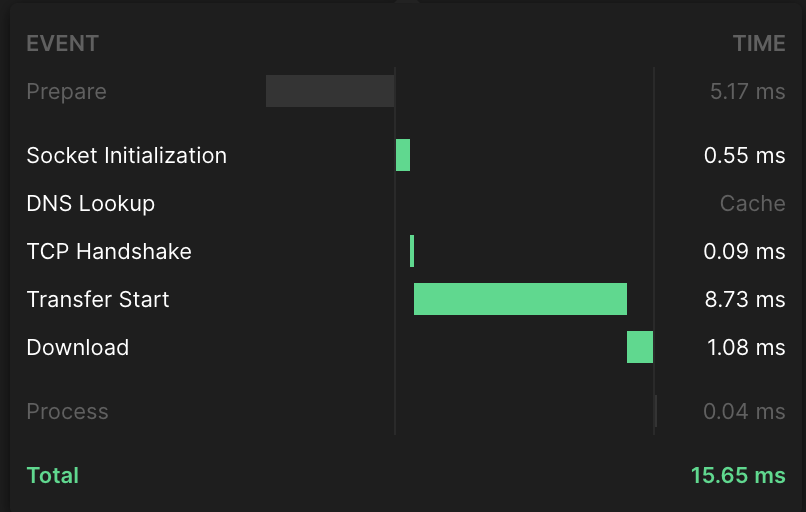 EVENT TIME
Prepare 5.17 ms
Socket Initialization 0.55 ms
DNS Lookup Cache
TCP Handshake 0.09 ms
Transfer Start 8.73 ms
Download 1.08 ms
Process 0.04 ms
Total 15.65 ms